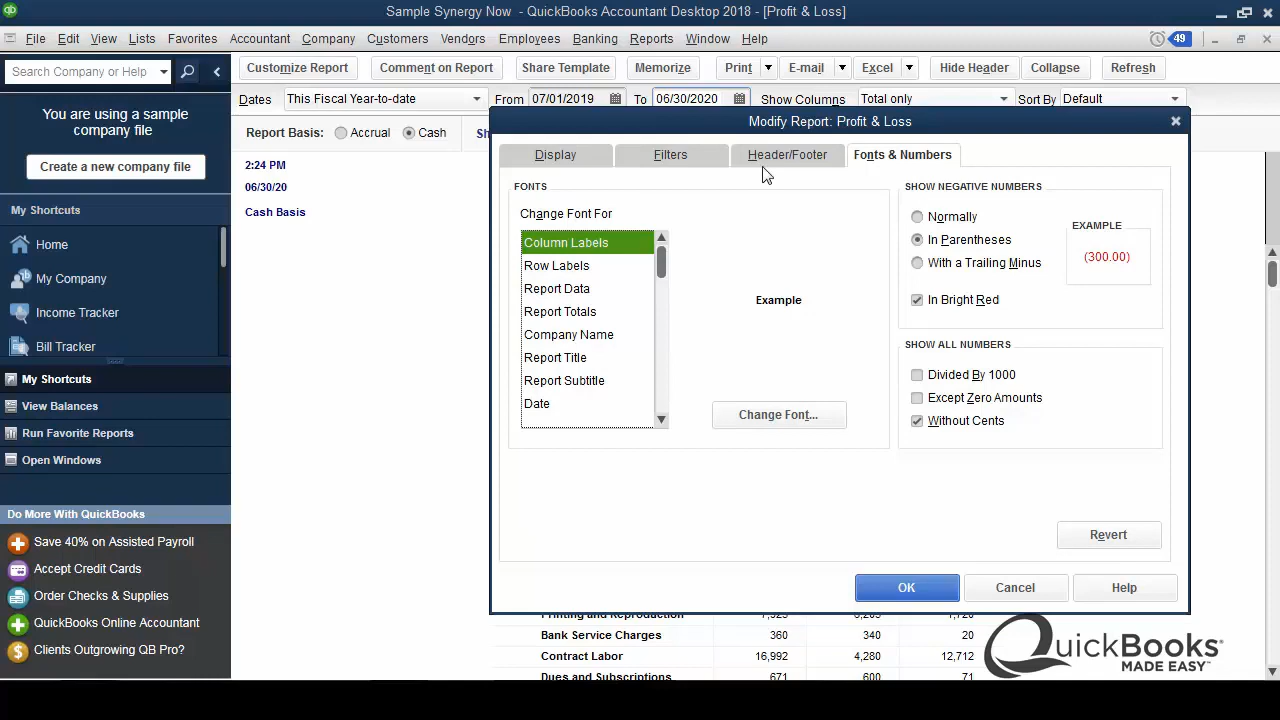 Sample Synergy Now - QuickBooks Accountant Desktop 2018 - [Profit & Loss]
File Edit View Lists Favorites Accountant Company Customers Vendors Employees Banking Reports Window Help 49
Search Company or Help
Customize Report Comment on Report Share Template Memorize Print E-mail Excel Hide Header Collapse Refresh
Dates This Fiscal Year-to-date From 07/01/2019 To 06/30/2020 Show Columns Total only Sort By Default
Report Basis: Accrual Cash
You are using a sample
company file
Create a new company file
My Shortcuts
Home
My Company
Income Tracker
Bill Tracker
My Shortcuts
View Balances
Run Favorite Reports
Open Windows
Do More With QuickBooks
Save 40% on Assisted Payroll
Accept Credit Cards
Order Checks & Supplies
QuickBooks Online Accountant
Clients Outgrowing QB Pro?
2:24 PM
06/30/20
Cash Basis
Modify Report: Profit & Loss
Display Filters Header/Footer Fonts & Numbers
FONTS
Change Font For
Column Labels
Row Labels
Report Data
Report Totals
Company Name
Report Title
Report Subtitle
Date
Example
Change Font...
SHOW NEGATIVE NUMBERS
Normally
In Parentheses
With a Trailing Minus
In Bright Red
EXAMPLE
(300.00)
SHOW ALL NUMBERS
Divided By 1000
Except Zero Amounts
Without Cents
Revert
OK Cancel Help
Printing and Reproduction
Bank Service Charges 360 340 20
Contract Labor 16,992 4,280 12,712
Dues and Subscriptions 671 600 71
QuickBooks
MADE EASY™